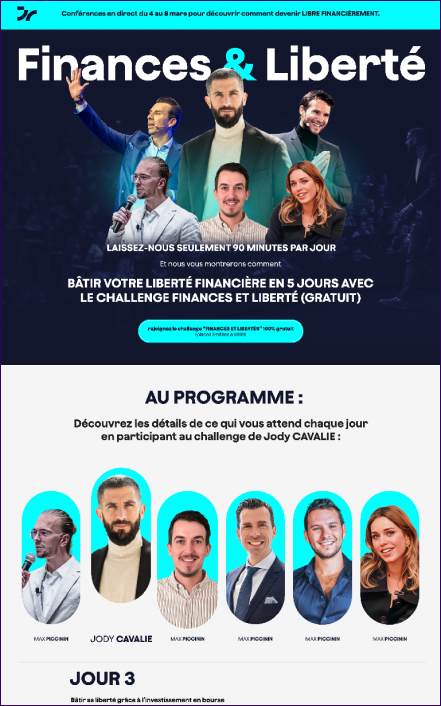 Conférences en direct du 4 au 8 mars pour découvrir comment devenir LIBRE FINANCIÈREMENT.
Finances & Liberté
LAISSEZ-NOUS SEULEMENT 90 MINUTES PAR JOUR
Et nous vous montrerons comment
BÂTIR VOTRE LIBERTÉ FINANCIÈRE EN 5 JOURS AVEC
LE CHALLENGE FINANCES ET LIBERTÉ (GRATUIT)
rejoignez le challenge "FINANCES ET LIBERTÉS" 100% gratuit
AU PROGRAMME :
Découvrez les détails de ce qui vous attend chaque jour
en participant au challenge de Jody CAVALIE :
MAX PICCININ
JODY CAVALIE
MAX PICCININ
MAX PICCININ
MAX PICCININ
MAX PICCININ
JOUR 3
Bâtir sa liberté grâce à l'investissement en bourse